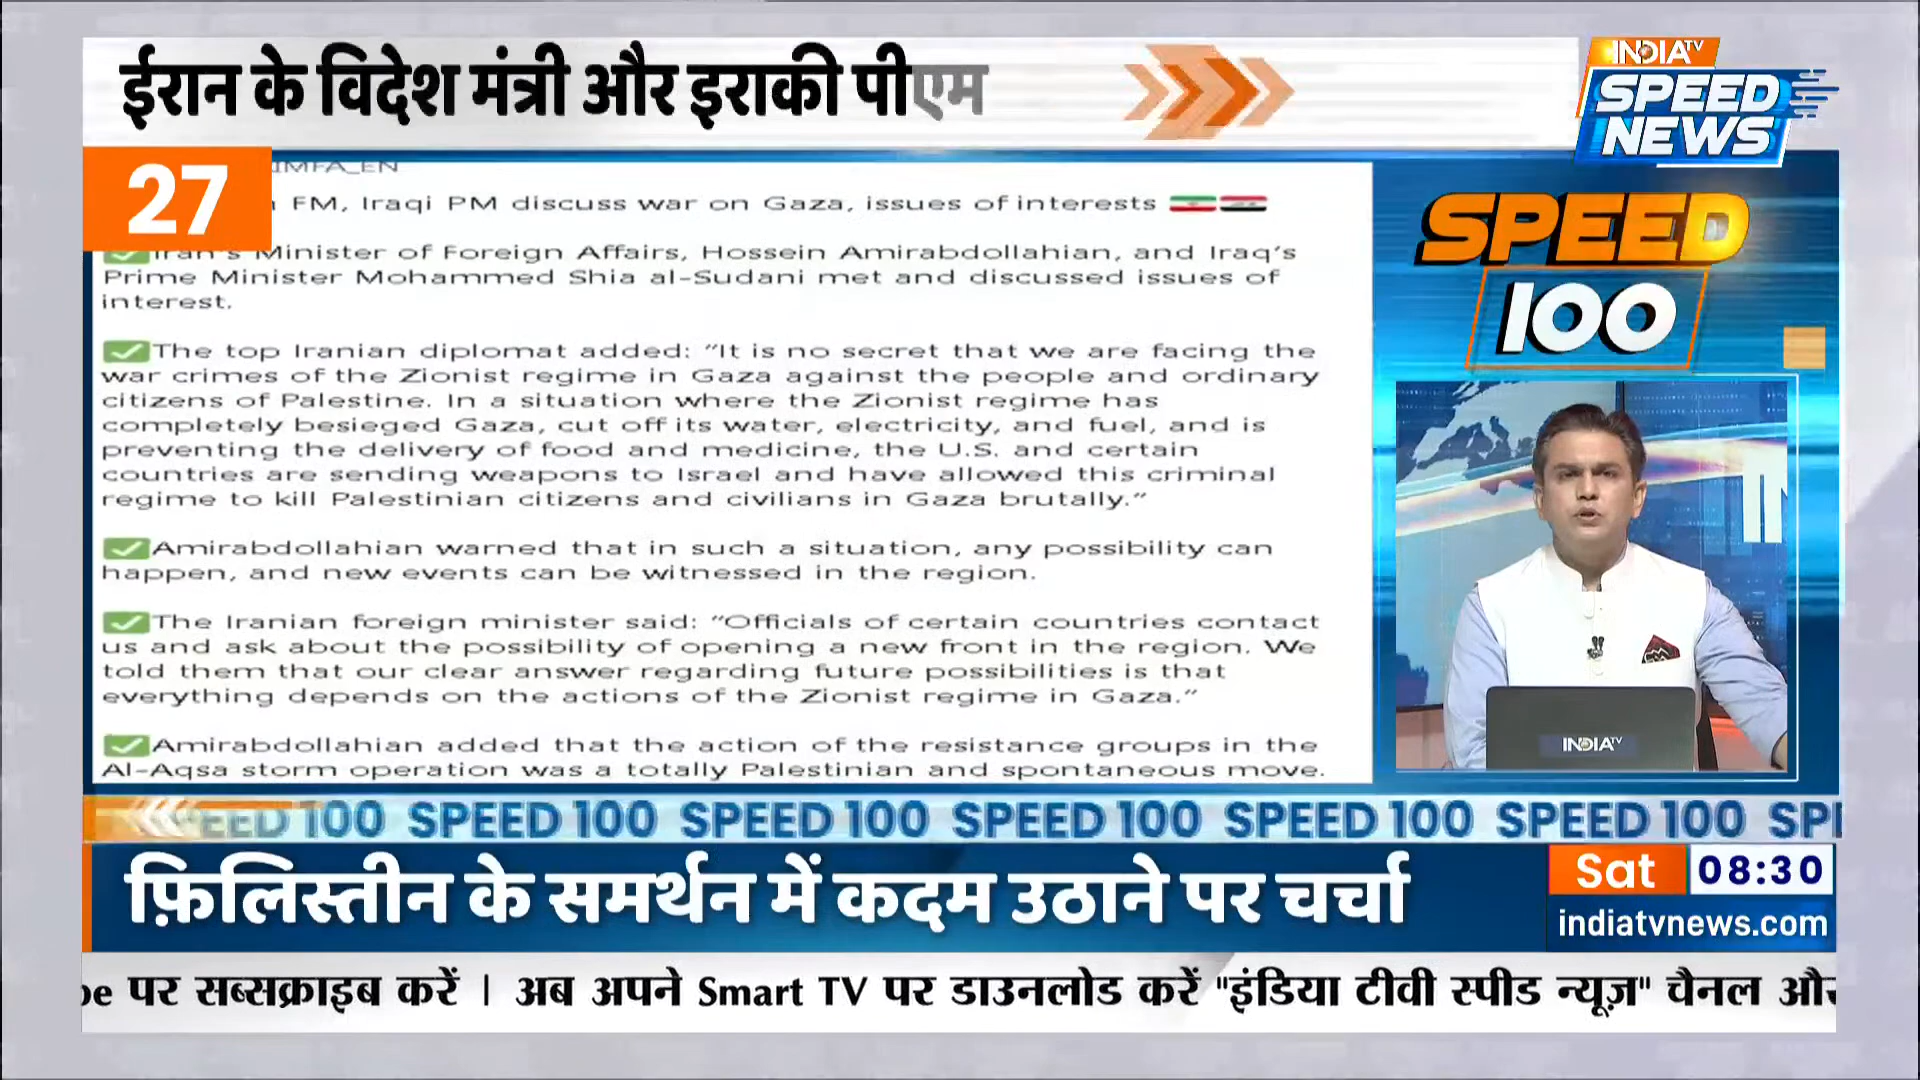 ईरान के विदेश मंत्री और इराकी पीएम
INDIA TV
SPEED
NEWS
27
IMFA_EN
FM, Iraqi PM discuss war on Gaza, issues of interests
Iran's Minister of Foreign Affairs, Hossein Amirabdollahian, and Iraq's
Prime Minister Mohammed Shia al-Sudani met and discussed issues of
interest.
The top Iranian diplomat added: "It is no secret that we are facing the
war crimes of the Zionist regime in Gaza against the people and ordinary
citizens of Palestine. In a situation where the Zionist regime has
completely besieged Gaza, cut off its water, electricity, and fuel, and is
preventing the delivery of food and medicine, the U.S. and certain
countries are sending weapons to Israel and have allowed this criminal
regime to kill Palestinian citizens and civilians in Gaza brutally."
Amirabdollahian warned that in such a situation, any possibility can
happen, and new events can be witnessed in the region.
The Iranian foreign minister said: "Officials of certain countries contact
us and ask about the possibility of opening a new front in the region. We
told them that our clear answer regarding future possibilities is that
everything depends on the actions of the Zionist regime in Gaza."
Amirabdollahian added that the action of the resistance groups in the
Al-Aqsa storm operation was a totally Palestinian and spontaneous move.
SPEED
100
INDIA TV
EED 100 SPEED 100 SPEED 100 SPEED 100 SPEED 100 SPEED 100 SPE
फ़िलिस्तीन के समर्थन में कदम उठाने पर चर्चा
Sat 08:30
indiatvnews.com
be पर सब्सक्राइब करें | अब अपने Smart TV पर डाउनलोड करें "इंडिया टीवी स्पीड न्यूज़" चैनल और